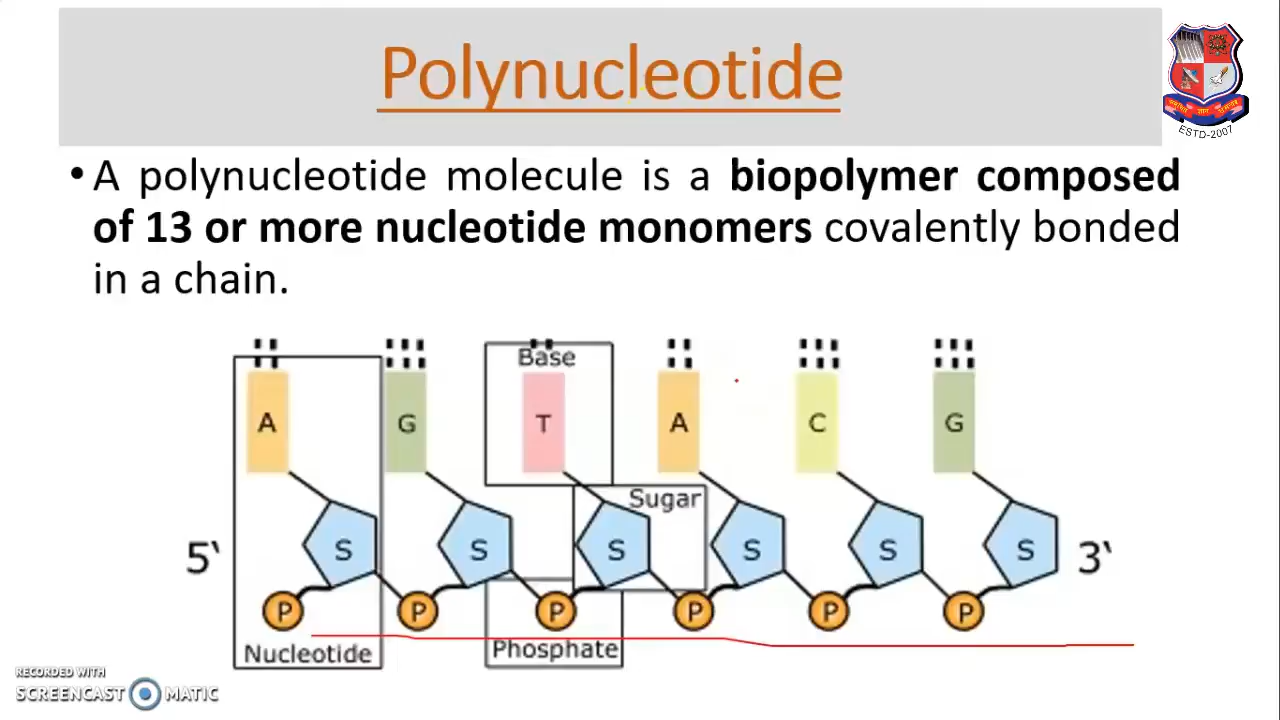 Polynucleotide
ESTD-2007
• A polynucleotide molecule is a biopolymer composed
of 13 or more nucleotide monomers covalently bonded
in a chain.
Base
A G T A C G
Sugar
5' S S S S S S 3'
P P P P P P
Nucleotide Phosphate
RECORDED WITH
SCREENCAST MATIC